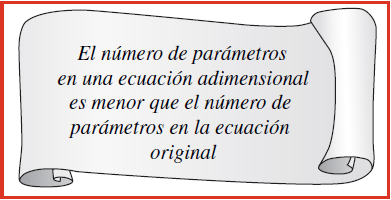 El número de parámetros
en una ecuación adimensional
es menor que el número de
parámetros en la ecuación
original